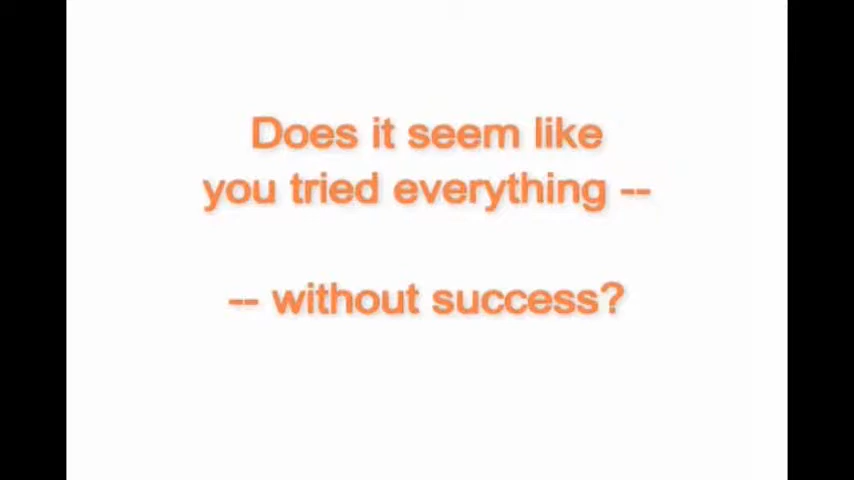 Does it seem like
you tried everything --
-- without success?